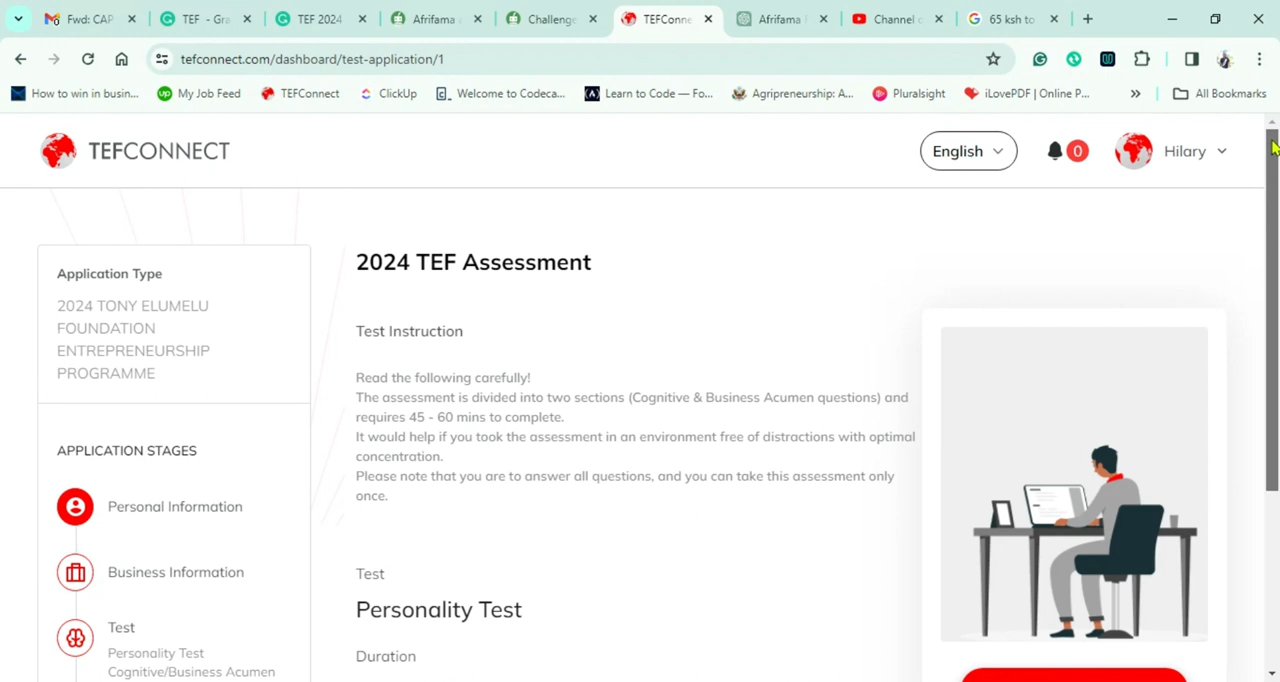 Fwd: CAP
TEF - Gra
TEF 2024
Afrifama
Challenge
TEFConne
Afrifama
Channel c
65 ksh to
tefconnect.com/dashboard/test-application/1
How to win in busin...
My Job Feed
TEFConnect
ClickUp
Welcome to Codeca...
Learn to Code — Fo...
Agripreneurship: A...
Pluralsight
iLovePDF | Online P...
All Bookmarks
TEFCONNECT
English
0
Hilary
Application Type
2024 TONY ELUMELU
FOUNDATION
ENTREPRENEURSHIP
PROGRAMME
APPLICATION STAGES
Personal Information
Business Information
Test
Personality Test
Cognitive/Business Acumen
2024 TEF Assessment
Test Instruction
Read the following carefully!
The assessment is divided into two sections (Cognitive & Business Acumen questions) and
requires 45 - 60 mins to complete.
It would help if you took the assessment in an environment free of distractions with optimal
concentration.
Please note that you are to answer all questions, and you can take this assessment only
once.
Test
Personality Test
Duration